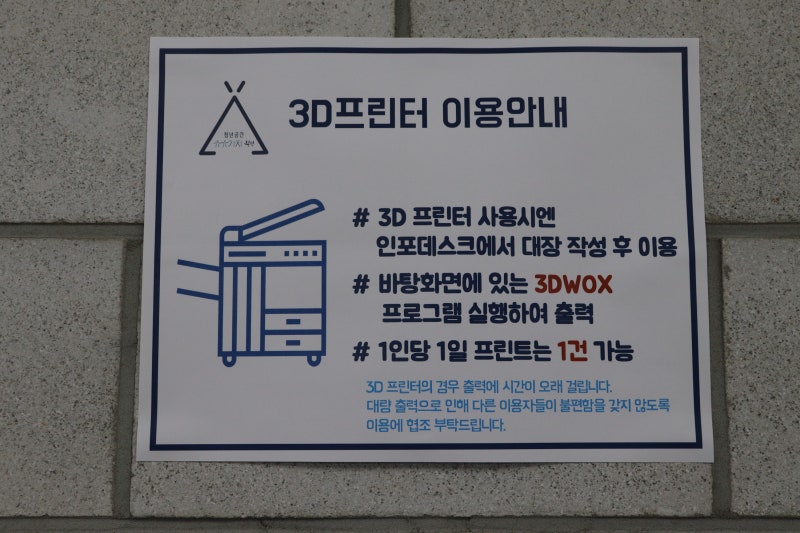 청년공간
3D프린터 이용안내
# 3D 프린터 사용시엔
인포데스크에서 대장 작성 후 이용
# 바탕화면에 있는 3DWOX
프로그램 실행하여 출력
# 1인당 1일 프린트는 1건 가능
3D 프린터의 경우 출력에 시간이 오래 걸립니다.
대량 출력으로 인해 다른 이용자들이 불편함을 갖지 않도록
이용에 협조 부탁드립니다.